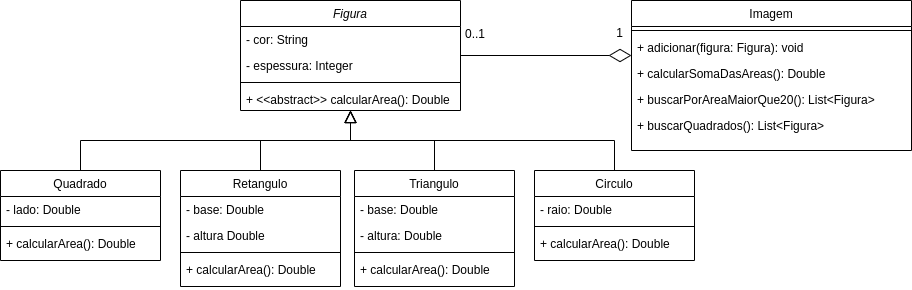 Figura
- cor: String
- espessura: Integer
+ <<abstract>> calcularArea(): Double
0..1
1
Imagem
+ adicionar(figura: Figura): void
+ calcularSomaDasAreas(): Double
+ buscarPorAreaMaiorQue20(): List<Figura>
+ buscarQuadrados(): List<Figura>
Quadrado
- lado: Double
+ calcularArea(): Double
Retangulo
- base: Double
- altura Double
+ calcularArea(): Double
Triangulo
- base: Double
- altura: Double
+ calcularArea(): Double
Circulo
- raio: Double
+ calcularArea(): Double